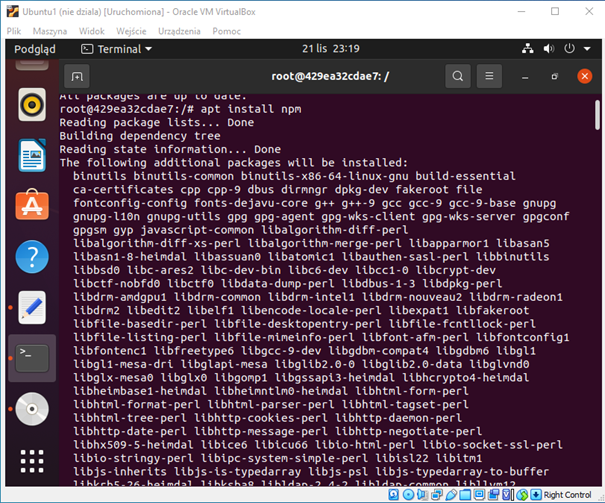 Ubuntu1 (nie dziala) [Uruchomiona] - Oracle VM VirtualBox
Plik Maszyna Widok Wejście Urządzenia Pomoc
Podgląd Terminal 21 lis 23:19
root@429ea32cdae7: /
All packages are up to date.
root@429ea32cdae7:/# apt install npm
Reading package lists... Done
Building dependency tree
Reading state information... Done
The following additional packages will be installed:
binutils binutils-common binutils-x86-64-linux-gnu build-essential
ca-certificates cpp cpp-9 dbus dirmngr dpkg-dev fakeroot file
fontconfig-config fonts-dejavu-core g++ g++-9 gcc gcc-9 gcc-9-base gnupg
gnupg-l10n gnupg-utils gpg gpg-agent gpg-wks-client gpg-wks-server gpgconf
gpgsm gyp javascript-common libalgorithm-diff-perl
libalgorithm-diff-xs-perl libalgorithm-merge-perl libapparmor1 libasan5
libasn1-8-heimdal libassuan0 libatomic1 libauthen-sasl-perl libbinutils
libbsd0 libc-ares2 libc-dev-bin libc6-dev libcc1-0 libcrypt-dev
libctf-nobfd0 libctf0 libdata-dump-perl libdbus-1-3 libdpkg-perl
libdrm-amdgpu1 libdrm-common libdrm-intel1 libdrm-nouveau2 libdrm-radeon1
libdrm2 libedit2 libelf1 libencode-locale-perl libexpat1 libfakeroot
libfile-basedir-perl libfile-desktopentry-perl libfile-fcntllock-perl
libfile-listing-perl libfile-mimeinfo-perl libfont-afm-perl libfontconfig1
libfontenc1 libfreetype6 libgcc-9-dev libgdbm-compat4 libgdbm6 libgl1
libgl1-mesa-dri libglapi-mesa libglib2.0-0 libglib2.0-data libglvnd0
libglx-mesa0 libglx0 libgomp1 libgssapi3-heimdal libhcrypto4-heimdal
libheimbase1-heimdal libheimntlm0-heimdal libhtml-form-perl
libhtml-format-perl libhtml-parser-perl libhtml-tagset-perl
libhtml-tree-perl libhttp-cookies-perl libhttp-daemon-perl
libhttp-date-perl libhttp-message-perl libhttp-negotiate-perl
libhx509-5-heimdal libice6 libicu66 libio-html-perl libio-socket-ssl-perl
libio-stringy-perl libipc-system-simple-perl libisl22 libitm1
libjs-inherits libjs-is-typedarray libjs-psl libjs-typedarray-to-buffer
libkrb5-26-heimdal libksba8 libldap-2.4-2 libldap-common libllvm12
Right Control